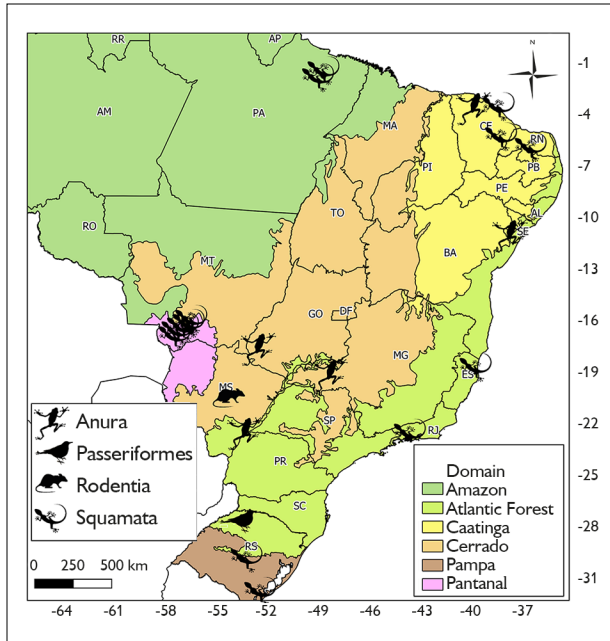 RR
AP
N
-1
AM
PA
-4
MA
CE
RN
PI
PB
-7
PE
RO
TO
AL
-10
SE
MT
BA
-13
GO
DF
-16
MG
-19
MS
ES
SP
RJ
-22
PR
-25
SC
-28
RS
-31
Anura
Passeriformes
Rodentia
Squamata
0 250 500 km
Domain
Amazon
Atlantic Forest
Caatinga
Cerrado
Pampa
Pantanal
-64 -61 -58 -55 -52 -49 -46 -43 -40 -37